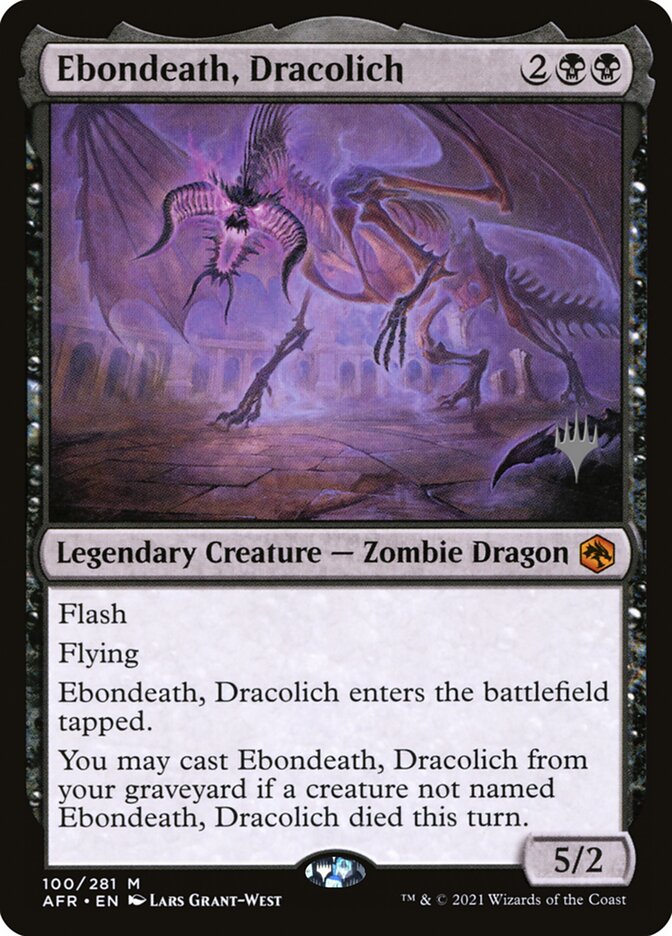 Ebondeath, Dracolich 2
Legendary Creature — Zombie Dragon
Flash
Flying
Ebondeath, Dracolich enters the battlefield
tapped.
You may cast Ebondeath, Dracolich from
your graveyard if a creature not named
Ebondeath, Dracolich died this turn.
5/2
100/281 M
AFR • EN Lars Grant-West
™ & © 2021 Wizards of the Coast